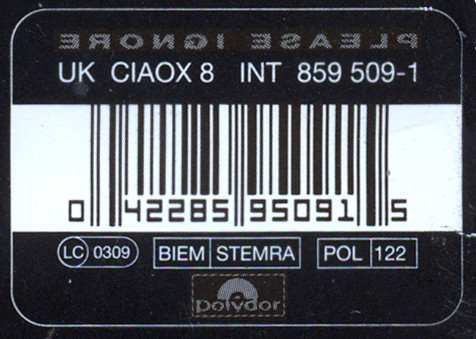 PLEASE IGNORE
UK CIAOX 8 INT 859 509-1
0 42285 95091 5
LC 0309 BIEM STEMRA POL 122
polydor